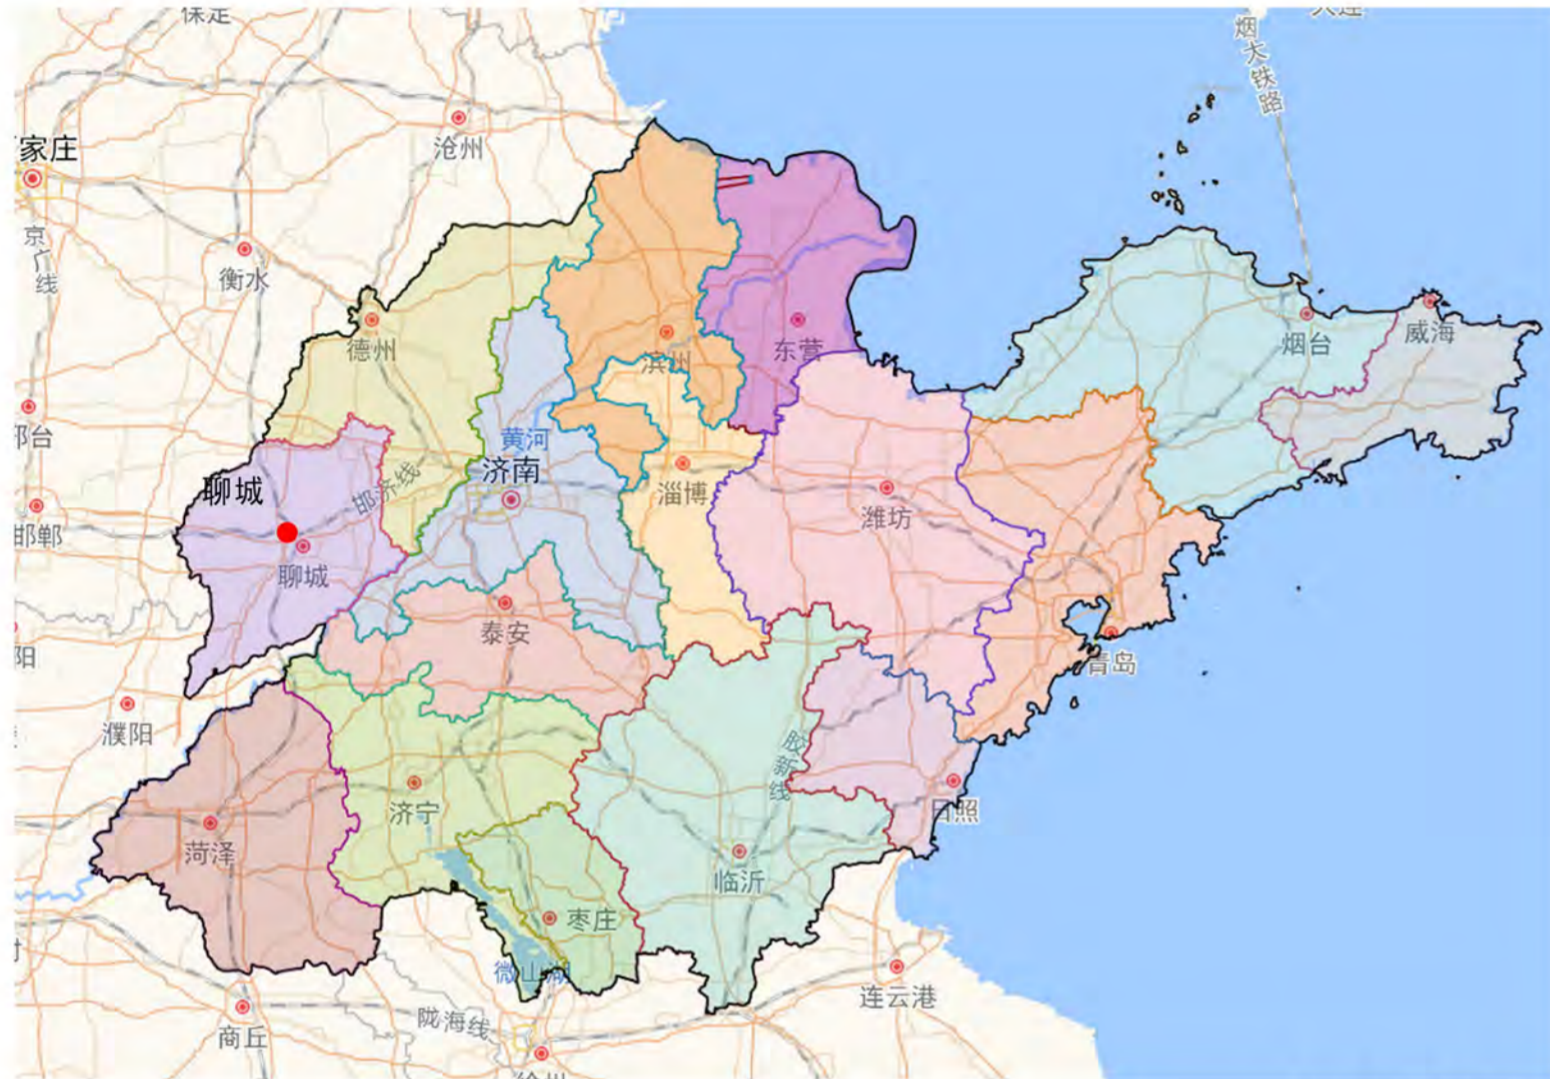 保定
烟大铁路
沧州
家庄
京广线
衡水
德州
滨州
东营
烟台
威海
邢台
黄河
济南
聊城
邯济线
淄博
潍坊
邯郸
聊城
泰安
青岛
濮阳
胶新线
济宁
日照
菏泽
临沂
枣庄
微山湖
连云港
陇海线
商丘